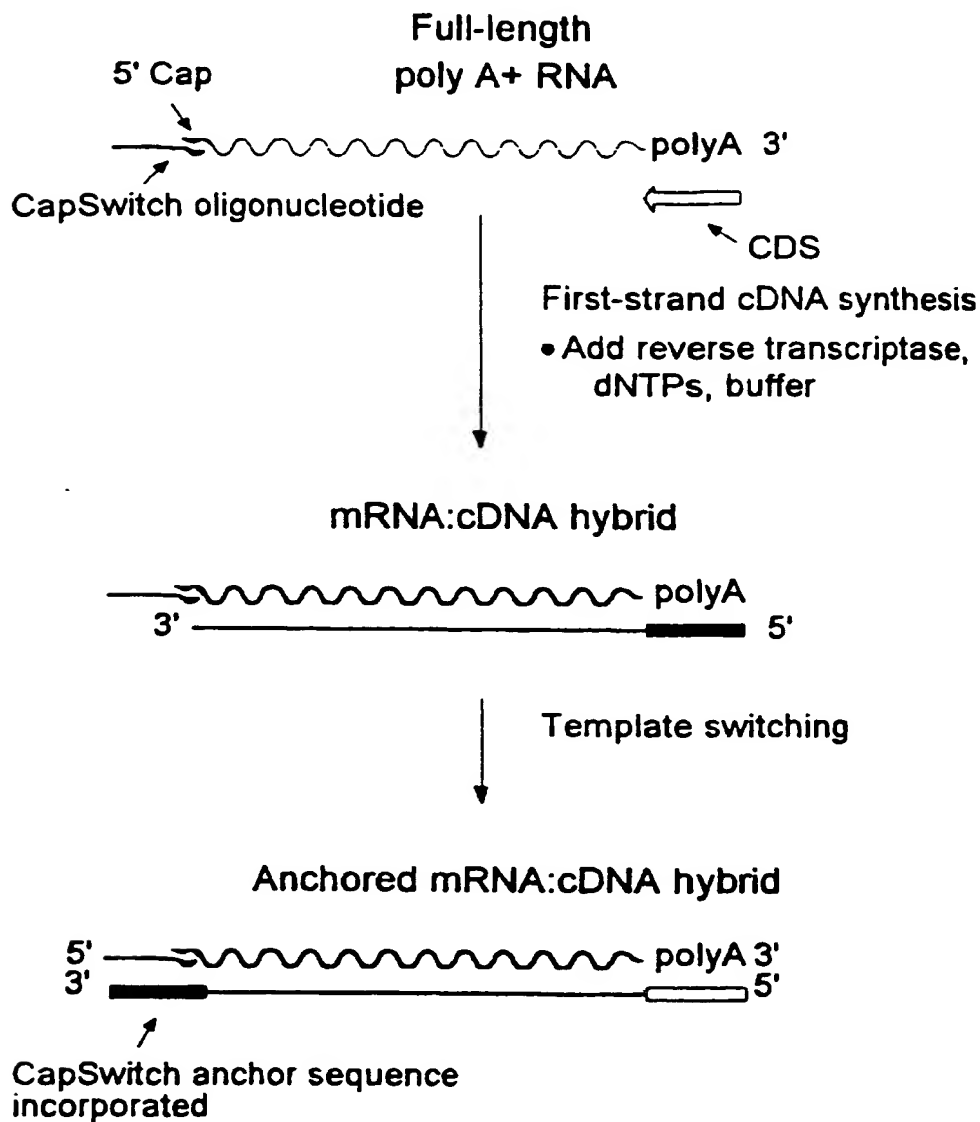 Full-length
poly A+ RNA
5' Cap
polyA 3'
CapSwitch oligonucleotide
CDS
First-strand cDNA synthesis
• Add reverse transcriptase,
dNTPs, buffer
mRNA:cDNA hybrid
polyA
3'
5'
Template switching
Anchored mRNA:cDNA hybrid
5'
polyA 3'
3'
5'
CapSwitch anchor sequence
incorporated